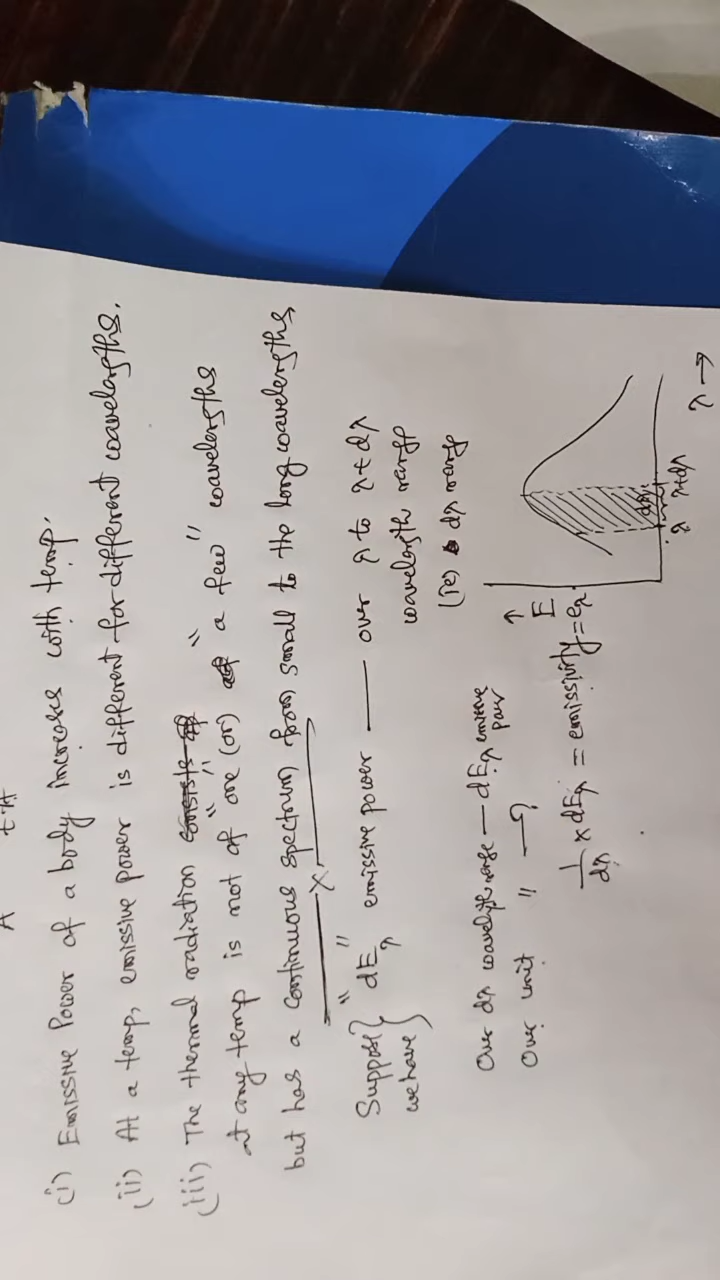 (i) Emissive Power of a body increases with temp.
(ii) At a temp, emissive power is different for different wavelengths.
(iii) The thermal radiation
at any temp is not of "one" (or) "a few" wavelengths
but has a continuous spectrum from small to the long wavelengths
x
Suppose we have } "dEλ" emissive power — over λ to λ+dλ
wavelength range
(ie) dλ range
Over dλ wavelength range — dEλ emissive power
Over unit " — ?
1/dλ × dEλ = emissivity = eλ
↑
E
dλ
λ λ+dλ
λ →